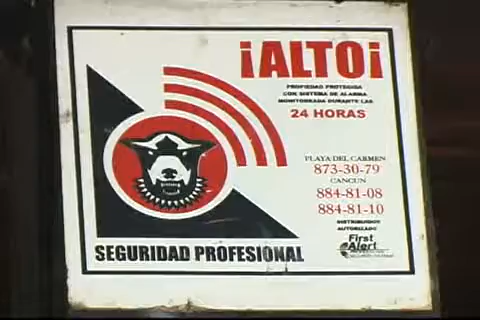 ¡ALTO¡
PROPIEDAD PROTEGIDA
CON SISTEMA DE ALARMA
MONITOREADA DURANTE LAS
24 HORAS
PLAYA DEL CARMEN
873-30-79
CANCUN
884-81-08
884-81-10
DISTRIBUIDOR
AUTORIZADO
First
Alert
SEGURIDAD PROFESIONAL